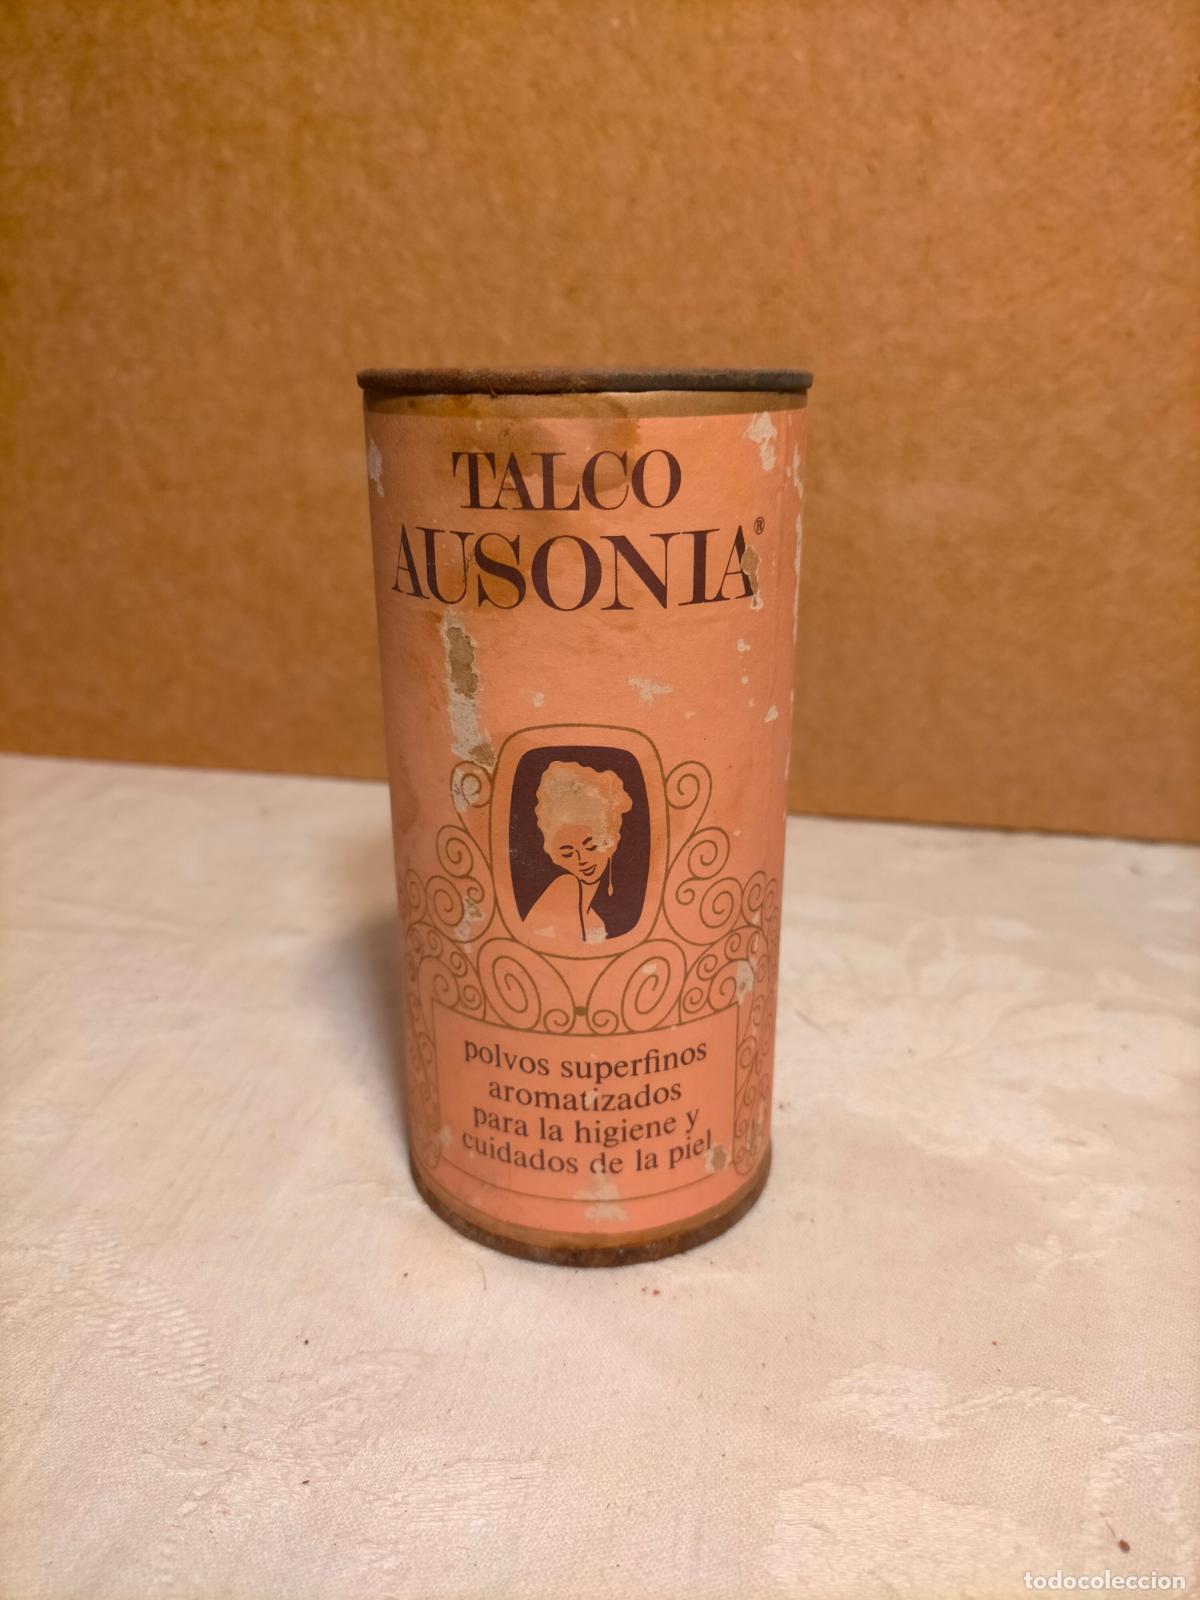 TALCO
AUSONIA®
polvos superfinos
aromatizados
para la higiene y
cuidados de la piel
todocoleccion